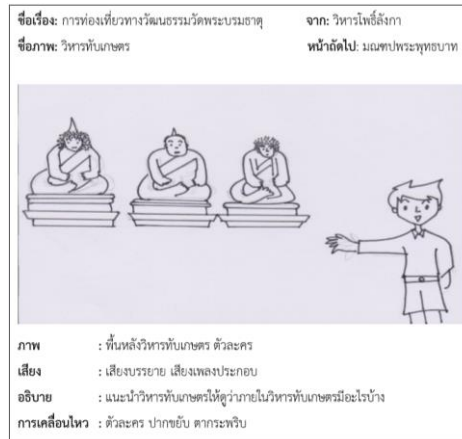 ชื่อเรื่อง: การท่องเที่ยวทางวัฒนธรรมวัดพระบรมธาตุ จาก: วิหารโพธิ์ลังกา
ชื่อภาพ: วิหารทับเกษตร หน้าถัดไป: มณฑปพระพุทธบาท
ภาพ : พื้นหลังวิหารทับเกษตร ตัวละคร
เสียง : เสียงบรรยาย เสียงเพลงประกอบ
อธิบาย : แนะนำวิหารทับเกษตรให้ดูว่าภายในวิหารทับเกษตรมีอะไรบ้าง
การเคลื่อนไหว : ตัวละคร ปากขยับ ตากระพริบ